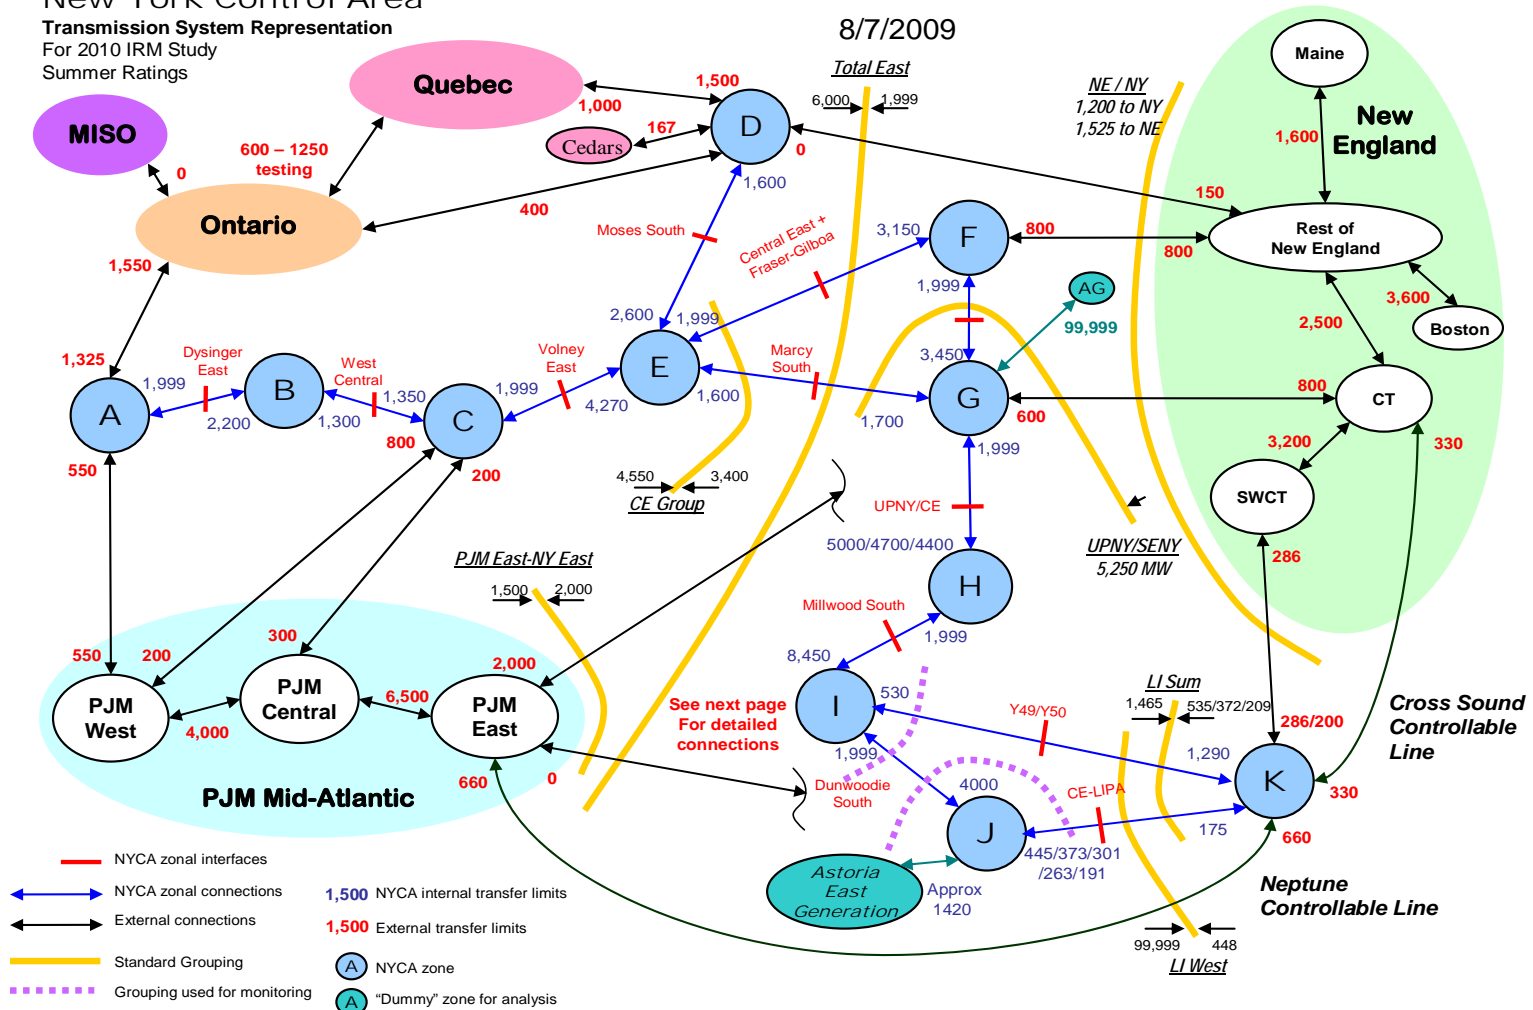 New York Control Area
Transmission System Representation
For 2010 IRM Study
Summer Ratings
8/7/2009
MISO
0
Quebec
1,000
1,500
600 – 1250
testing
Cedars
167
D
0
1,600
Ontario
400
1,550
Total East
6,000
1,999
NE / NY
1,200 to NY
1,525 to NE
Maine
New
England
1,600
150
Rest of
New England
3,600
Boston
2,500
800
CT
3,200
330
SWCT
286
Moses South
Central East +
Fraser-Gilboa
3,150
F
800
800
1,999
AG
99,999
1,325
Dysinger
East
A
1,999
2,200
B
West
Central
1,350
1,300
C
800
200
550
Volney
East
1,999
4,270
2,600
1,999
E
1,600
Marcy
South
3,450
G
1,700
600
1,999
4,550
3,400
CE Group
UPNY/CE
5000/4700/4400
UPNY/SENY
5,250 MW
PJM East-NY East
1,500
2,000
H
Millwood South
1,999
8,450
550
PJM
West
200
4,000
300
PJM
Central
6,500
2,000
PJM
East
660
0
PJM Mid-Atlantic
See next page
For detailed
connections
I
530
1,999
Y49/Y50
LI Sum
1,465
535/372/209
286/200
1,290
K
330
660
175
Cross Sound
Controllable
Line
Dunwoodie
South
4000
J
CE-LIPA
445/373/301
/263/191
Astoria
East
Generation
Approx
1420
Neptune
Controllable Line
99,999
448
LI West
NYCA zonal interfaces
NYCA zonal connections
External connections
Standard Grouping
Grouping used for monitoring
1,500 NYCA internal transfer limits
1,500 External transfer limits
A NYCA zone
A “Dummy” zone for analysis